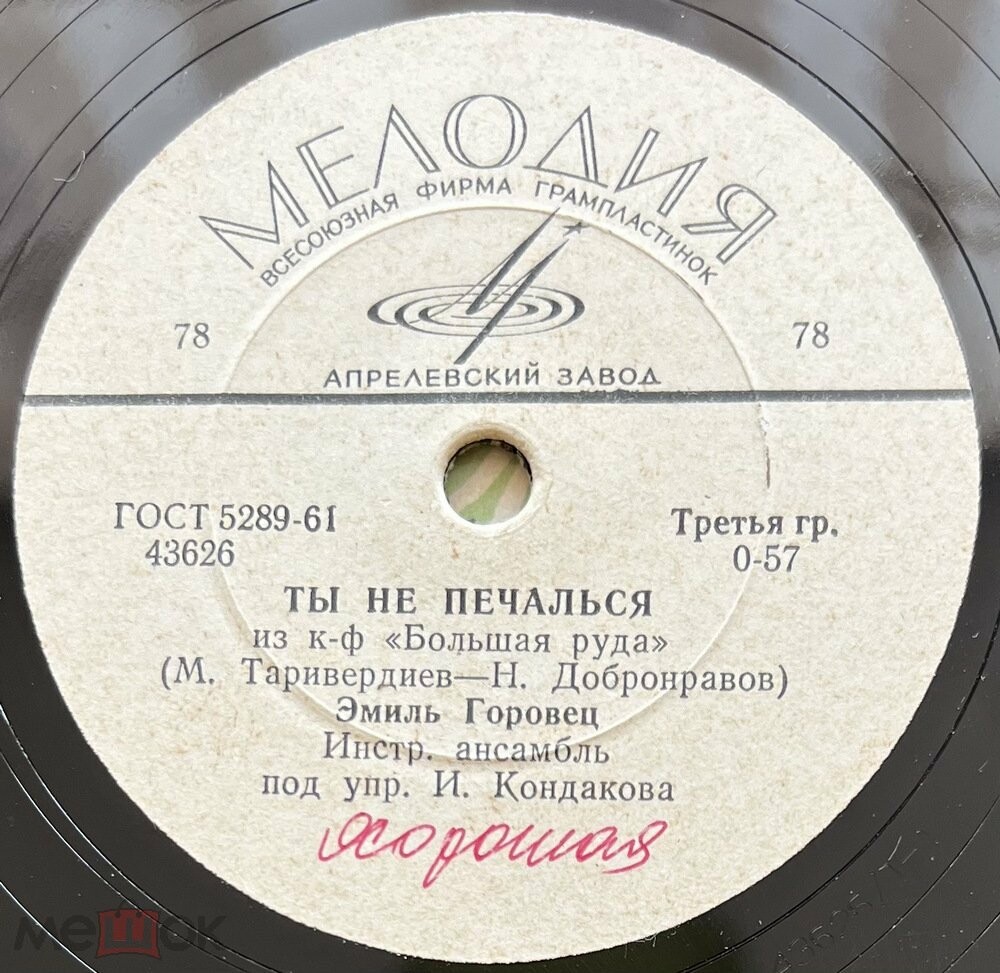 МЕЛОДИЯ
ВСЕСОЮЗНАЯ ФИРМА ГРАМПЛАСТИНОК
78 78
АПРЕЛЕВСКИЙ ЗАВОД
ГОСТ 5289-61 Третья гр.
43626 0-57
ТЫ НЕ ПЕЧАЛЬСЯ
из к-ф «Большая руда»
(М. Таривердиев—Н. Добронравов)
Эмиль Горовец
Инстр. ансамбль
под упр. И. Кондакова
хорошая
мешок